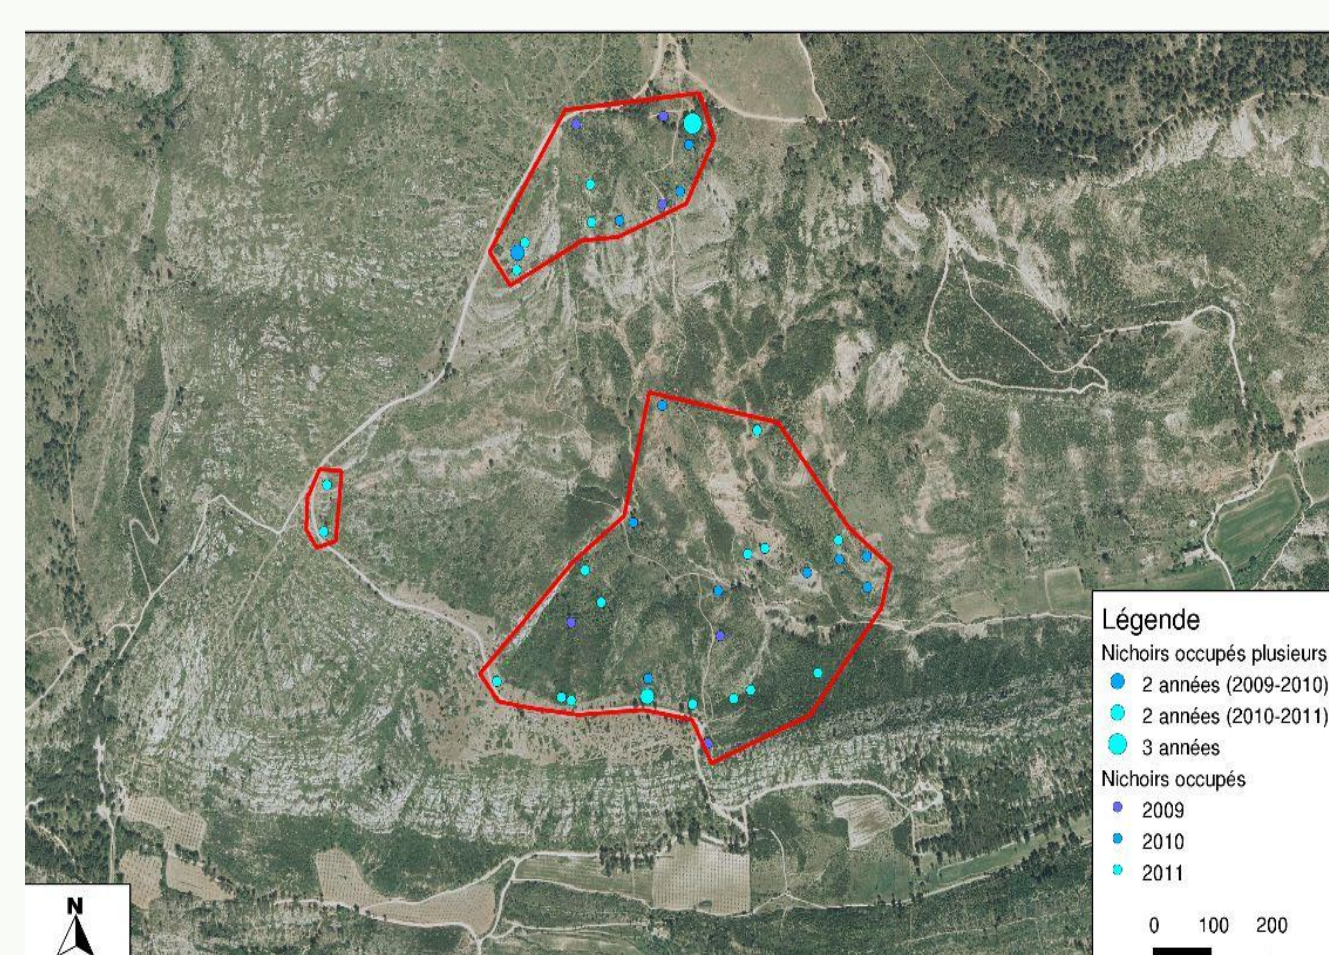 Légende
Nichoirs occupés plusieurs
2 années (2009-2010)
2 années (2010-2011)
3 années
Nichoirs occupés
2009
2010
2011
0 100 200
N